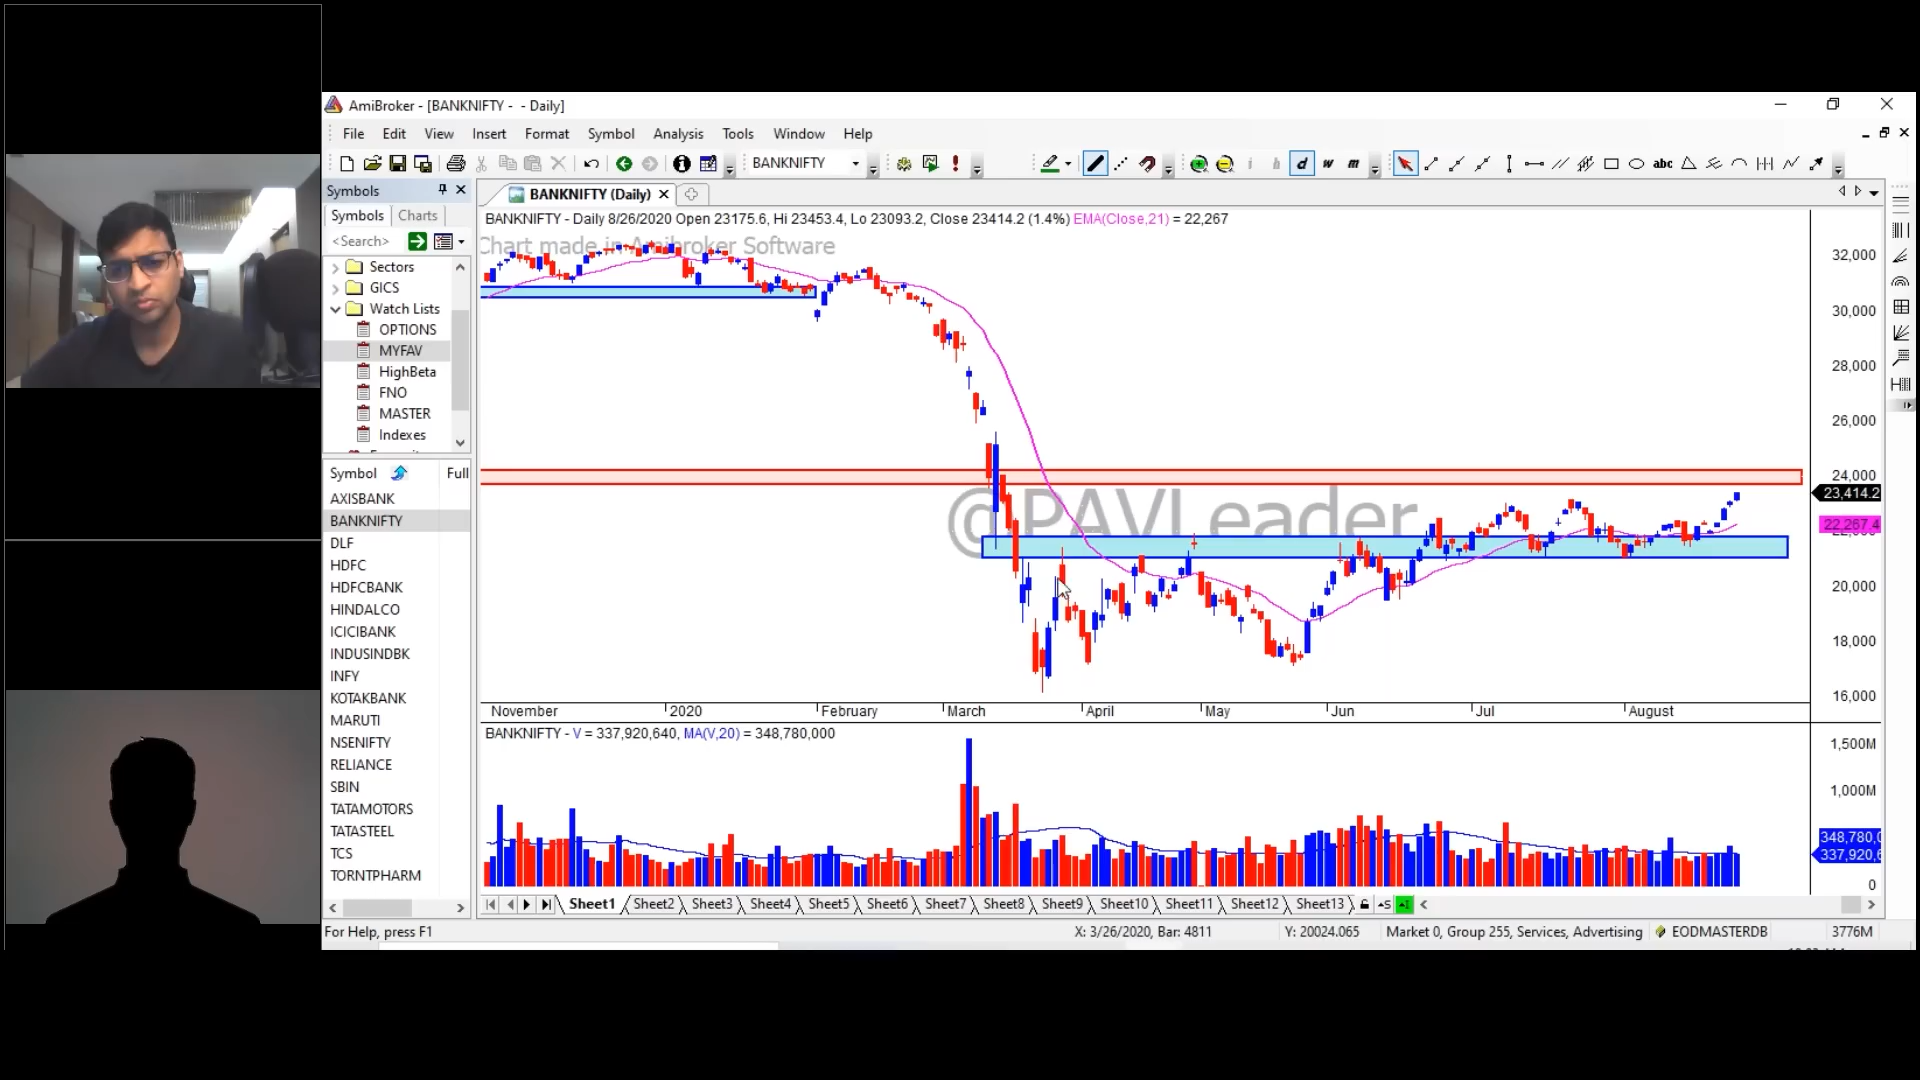 AmiBroker - [BANKNIFTY - - Daily]
File Edit View Insert Format Symbol Analysis Tools Window Help
BANKNIFTY
i h d w m
abc
Symbols
BANKNIFTY (Daily)
Symbols Charts
<Search>
Sectors
GICS
Watch Lists
OPTIONS
MYFAV
HighBeta
FNO
MASTER
Indexes
Symbol Full
AXISBANK
BANKNIFTY
DLF
HDFC
HDFCBANK
HINDALCO
ICICIBANK
INDUSINDBK
INFY
KOTAKBANK
MARUTI
NSENIFTY
RELIANCE
SBIN
TATAMOTORS
TATASTEEL
TCS
TORNTPHARM
BANKNIFTY - Daily 8/26/2020 Open 23175.6, Hi 23453.4, Lo 23093.2, Close 23414.2 (1.4%) EMA(Close,21) = 22,267
Chart made in Amibroker Software
@PAVLeader
32,000
30,000
28,000
26,000
24,000
23,414.2
22,267.4
20,000
18,000
16,000
November 2020 February March April May Jun Jul August
BANKNIFTY - V = 337,920,640, MA(V,20) = 348,780,000
1,500M
1,000M
348,780,0
337,920,6
0
Sheet1 Sheet2 Sheet3 Sheet4 Sheet5 Sheet6 Sheet7 Sheet8 Sheet9 Sheet10 Sheet11 Sheet12 Sheet13
For Help, press F1
X: 3/26/2020, Bar: 4811 Y: 20024.065 Market 0, Group 255, Services, Advertising EODMASTERDB 3776M